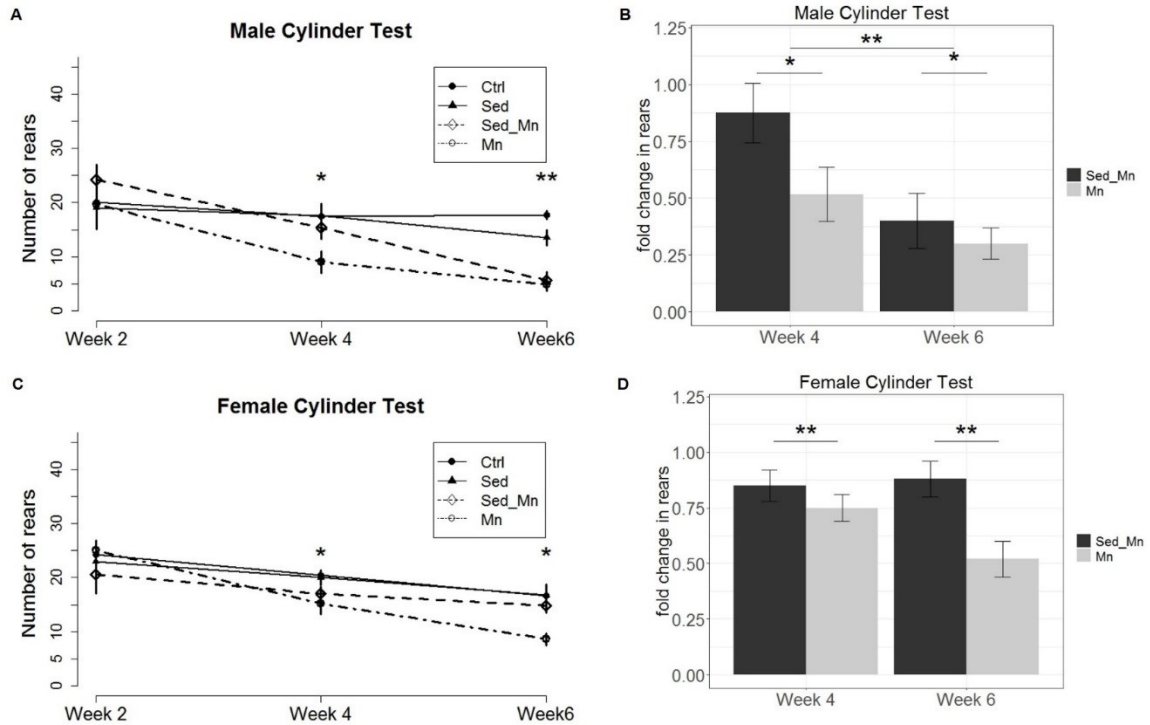 A
Male Cylinder Test
Number of rears
40
30
20
10
5
0
Ctrl
Sed
Sed_Mn
Mn
*
**
Week 2
Week 4
Week6
B
Male Cylinder Test
fold change in rears
1.25
1.00
0.75
0.50
0.25
0.00
**
*
*
Week 4
Week 6
Sed_Mn
Mn
C
Female Cylinder Test
Number of rears
40
30
20
10
5
0
Ctrl
Sed
Sed_Mn
Mn
*
*
Week 2
Week 4
Week6
D
Female Cylinder Test
fold change in rears
1.25
1.00
0.75
0.50
0.25
0.00
**
**
Week 4
Week 6
Sed_Mn
Mn